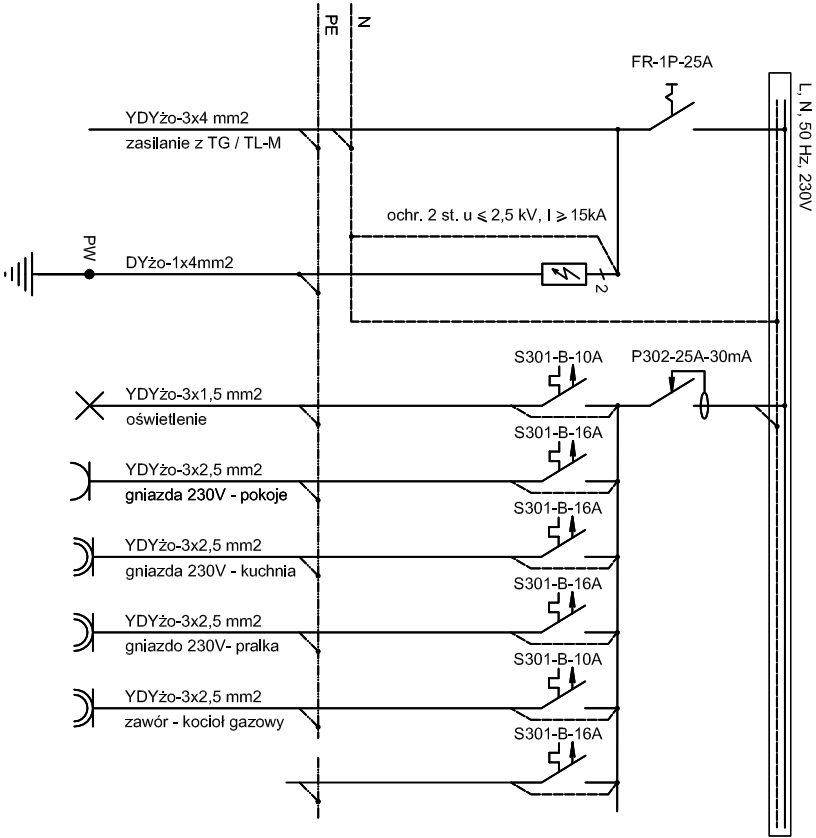 N
PE
FR-1P-25A
L, N, 50 Hz, 230V
YDYżo-3x4 mm2
zasilanie z TG / TL-M
ochr. 2 st. u ⩽ 2,5 kV, I ⩾ 15kA
PW
DYżo-1x4mm2
2
S301-B-10A
P302-25A-30mA
YDYżo-3x1,5 mm2
oświetlenie
S301-B-16A
YDYżo-3x2,5 mm2
gniazda 230V - pokoje
S301-B-16A
YDYżo-3x2,5 mm2
gniazda 230V - kuchnia
S301-B-16A
YDYżo-3x2,5 mm2
gniazdo 230V- pralka
S301-B-10A
YDYżo-3x2,5 mm2
zawór - kocioł gazowy
S301-B-16A